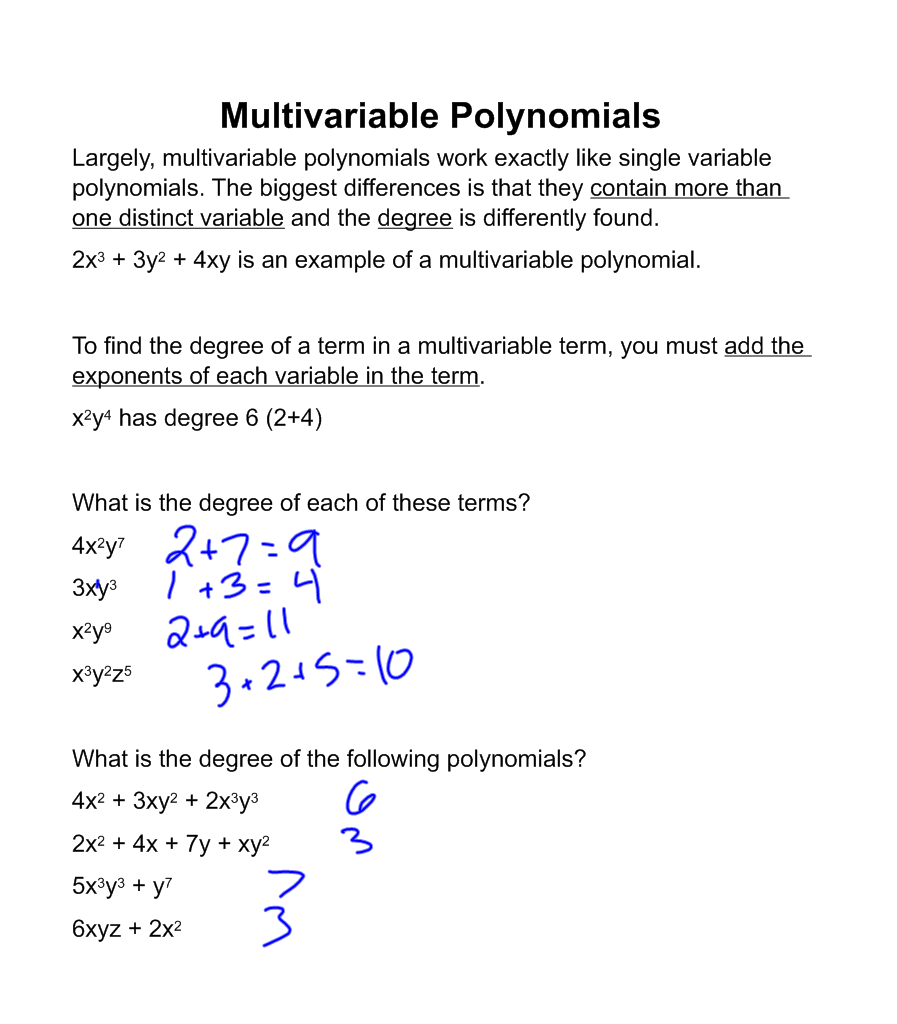 Multivariable Polynomials
Largely, multivariable polynomials work exactly like single variable
polynomials. The biggest differences is that they contain more than
one distinct variable and the degree is differently found.
2x³ + 3y² + 4xy is an example of a multivariable polynomial.
To find the degree of a term in a multivariable term, you must add the
exponents of each variable in the term.
x²y⁴ has degree 6 (2+4)
What is the degree of each of these terms?
4x²y⁷ 2+7=9
3xy³ 1+3=4
x²y⁹ 2+9=11
x³y²z⁵ 3+2+5=10
What is the degree of the following polynomials?
4x² + 3xy² + 2x³y³ 6
2x² + 4x + 7y + xy² 3
5x³y³ + y⁷ 7
6xyz + 2x² 3